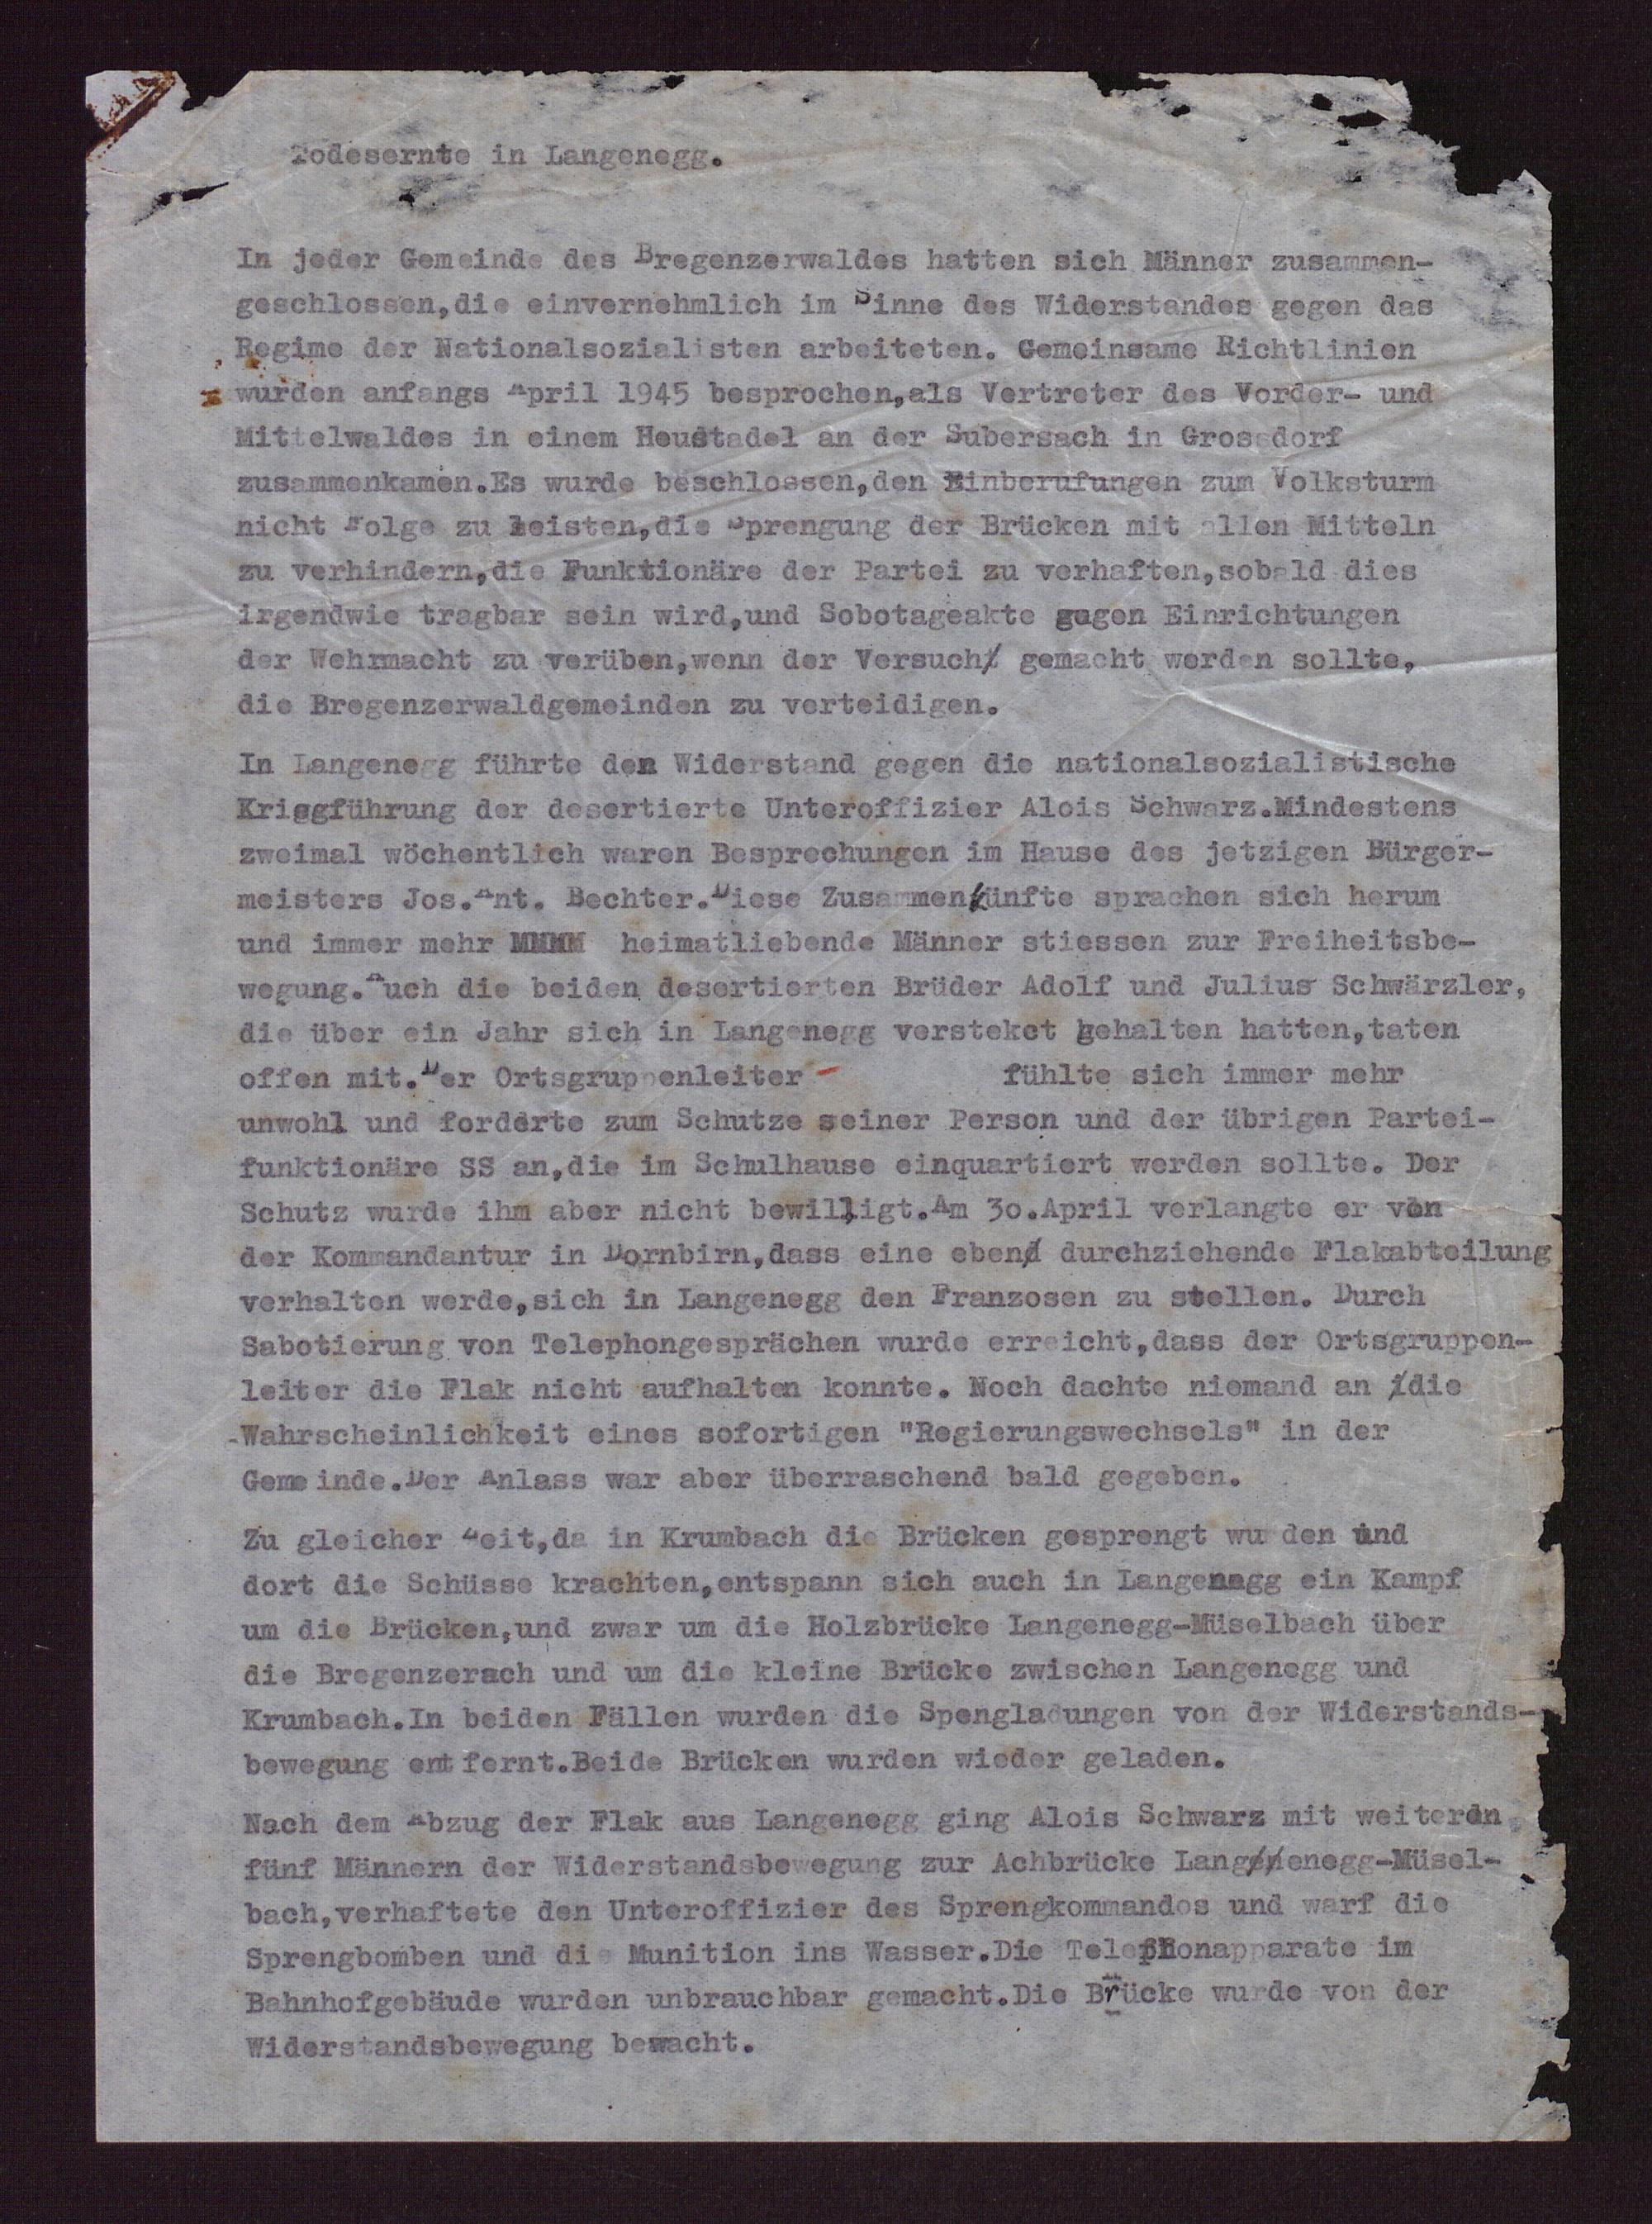 Todesernte in Langenegg.
In jeder Gemeinde des Bregenzerwaldes hatten sich Männer zusammen-
geschlossen,die einvernehmlich im Sinne des Widerstandes gegen das
Regime der Nationalsozialisten arbeiteten. Gemeinsame Richtlinien
wurden anfangs April 1945 besprochen,als Vertreter des Vorder- und
Mittelwaldes in einem Heustadel an der Subersach in Grossdorf
zusammenkamen.Es wurde beschlossen,den Einberufungen zum Volksturm
nicht Folge zu leisten,die Sprengung der Brücken mit allen Mitteln
zu verhindern,die Funktionäre der Partei zu verhaften,sobald dies
irgendwie tragbar sein wird,und Sobotageakte gegen Einrichtungen
der Wehrmacht zu verüben,wenn der Versuch gemacht werden sollte,
die Bregenzerwaldgemeinden zu verteidigen.
In Langenegg führte den Widerstand gegen die nationalsozialistische
Kriegführung der desertierte Unteroffizier Alois Schwarz.Mindestens
zweimal wöchentlich waren Besprechungen im Hause des jetzigen Bürger-
meisters Jos.Ant. Bechter.Diese Zusammenkünfte sprachen sich herum
und immer mehr heimatliebende Männer stiessen zur Freiheitsbe-
wegung.Auch die beiden desertierten Brüder Adolf und Julius Schwärzler,
die über ein Jahr sich in Langenegg verstekct gehalten hatten,taten
offen mit.Der Ortsgruppenleiter fühlte sich immer mehr
unwohl und forderte zum Schutze seiner Person und der übrigen Partei-
funktionäre SS an,die im Schulhause einquartiert werden sollte. Der
Schutz wurde ihm aber nicht bewilligt.Am 3o.April verlangte er von
der Kommandantur in Dornbirn,dass eine eben durchziehende Flakabteilung
verhalten werde,sich in Langenegg den Franzosen zu stellen. Durch
Sabotierung von Telephongesprächen wurde erreicht,dass der Ortsgruppen-
leiter die Flak nicht aufhalten konnte. Noch dachte niemand an die
Wahrscheinlichkeit eines sofortigen "Regierungswechsels" in der
Gemeinde.Der Anlass war aber überraschend bald gegeben.
Zu gleicher Zeit,da in Krumbach die Brücken gesprengt wurden und
dort die Schüsse krachten,entspann sich auch in Langenegg ein Kampf
um die Brücken,und zwar um die Holzbrücke Langenegg-Müselbach über
die Bregenzerach und um die kleine Brücke zwischen Langenegg und
Krumbach.In beiden Fällen wurden die Spengladungen von der Widerstands-
bewegung entfernt.Beide Brücken wurden wieder geladen.
Nach dem Abzug der Flak aus Langenegg ging Alois Schwarz mit weiteren
fünf Männern der Widerstandsbewegung zur Achbrücke Langenegg-Müsel-
bach,verhaftete den Unteroffizier des Sprengkommandos und warf die
Sprengbomben und die Munition ins Wasser.Die Telephonapparate im
Bahnhofgebäude wurden unbrauchbar gemacht.Die Brücke wurde von der
Widerstandsbewegung bewacht.